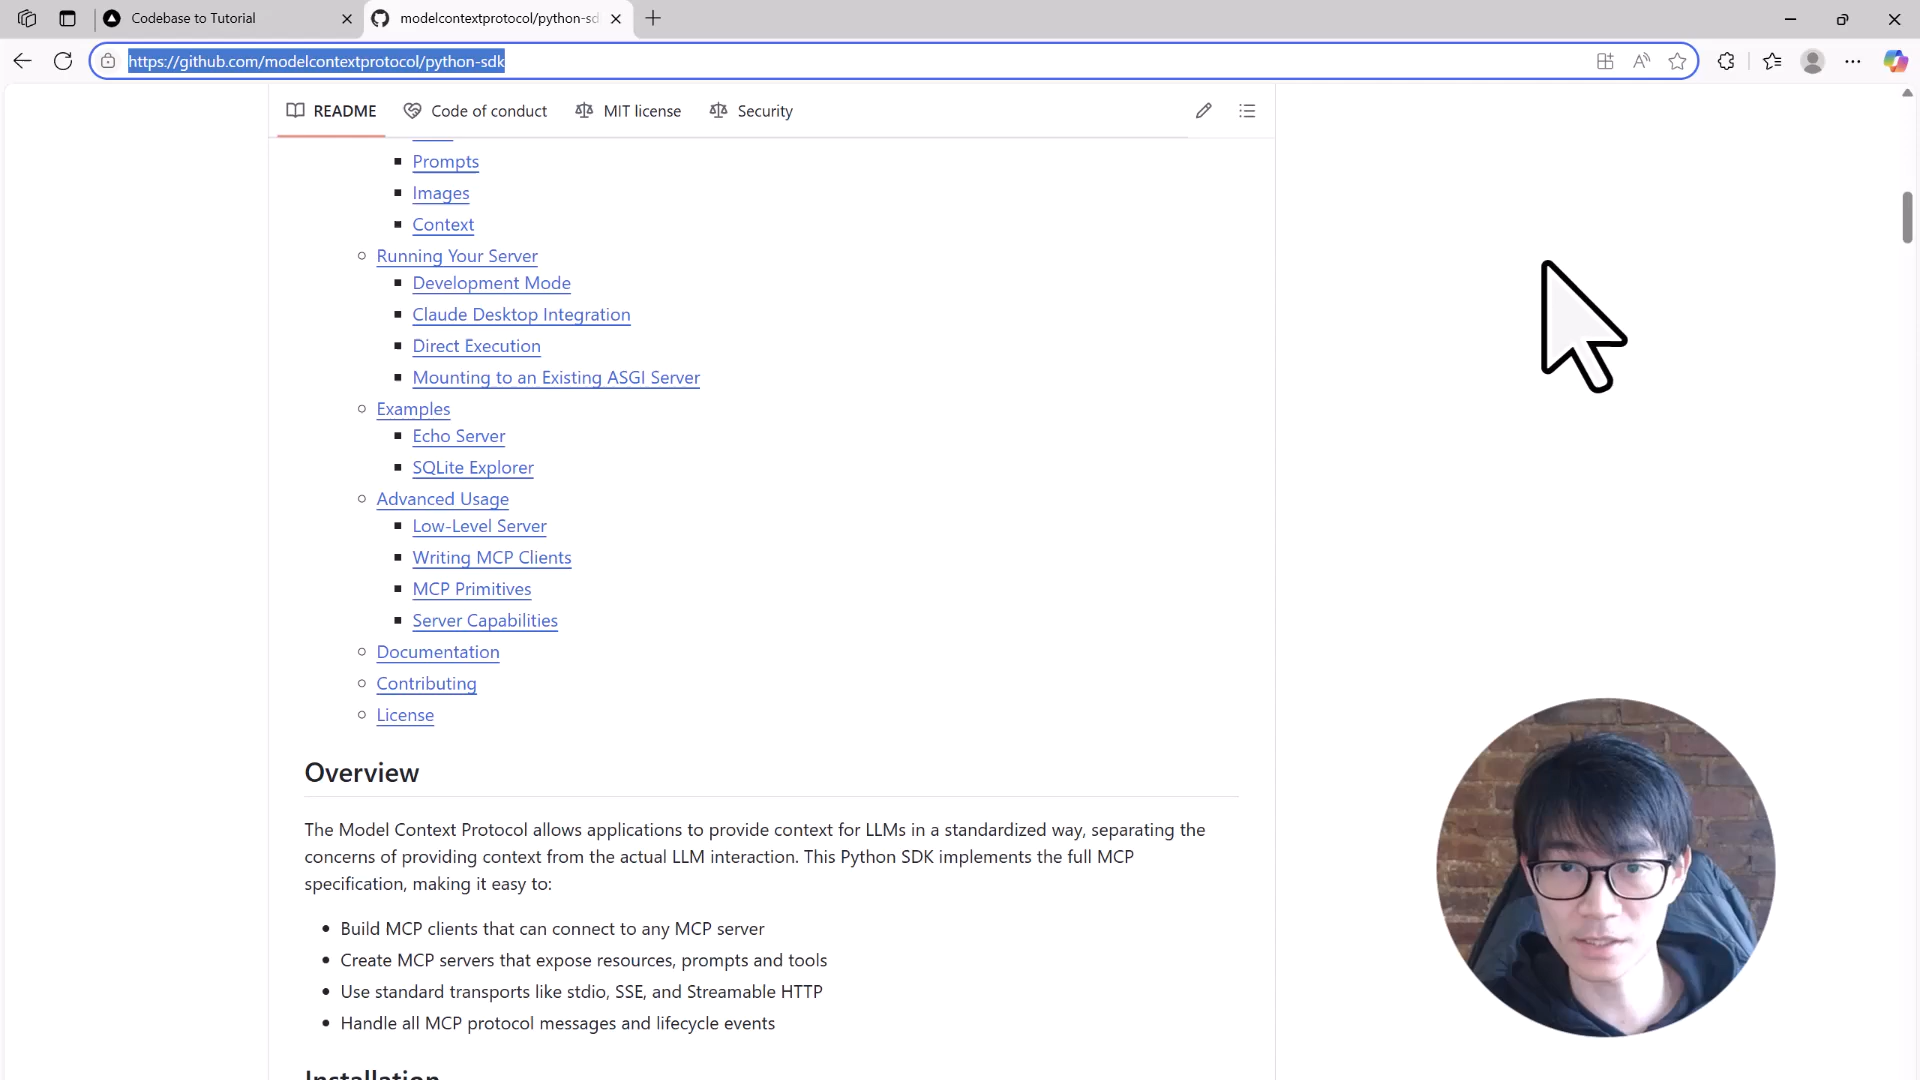 Codebase to Tutorial
modelcontextprotocol/python-sd
https://github.com/modelcontextprotocol/python-sdk
README
Code of conduct
MIT license
Security
Prompts
Images
Context
Running Your Server
Development Mode
Claude Desktop Integration
Direct Execution
Mounting to an Existing ASGI Server
Examples
Echo Server
SQLite Explorer
Advanced Usage
Low-Level Server
Writing MCP Clients
MCP Primitives
Server Capabilities
Documentation
Contributing
License
Overview
The Model Context Protocol allows applications to provide context for LLMs in a standardized way, separating the
concerns of providing context from the actual LLM interaction. This Python SDK implements the full MCP
specification, making it easy to:
Build MCP clients that can connect to any MCP server
Create MCP servers that expose resources, prompts and tools
Use standard transports like stdio, SSE, and Streamable HTTP
Handle all MCP protocol messages and lifecycle events
Installation